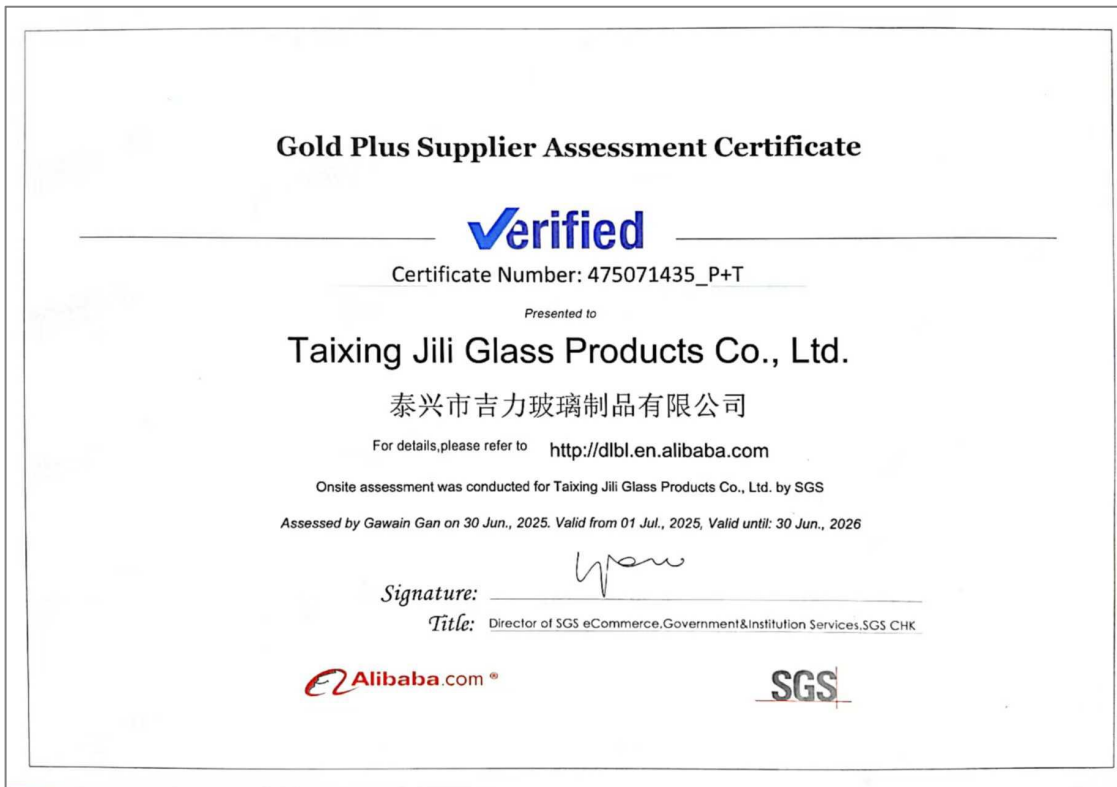 Gold Plus Supplier Assessment Certificate
Verified
Certificate Number: 475071435_P+T
Presented to
Taixing Jili Glass Products Co., Ltd.
泰兴市吉力玻璃制品有限公司
For details,please refer to http://dlbl.en.alibaba.com
Onsite assessment was conducted for Taixing Jili Glass Products Co., Ltd. by SGS
Assessed by Gawain Gan on 30 Jun., 2025. Valid from 01 Jul., 2025, Valid until: 30 Jun., 2026
Signature:
Title: Director of SGS eCommerce,Government&Institution Services,SGS CHK
Alibaba.com ®
SGS